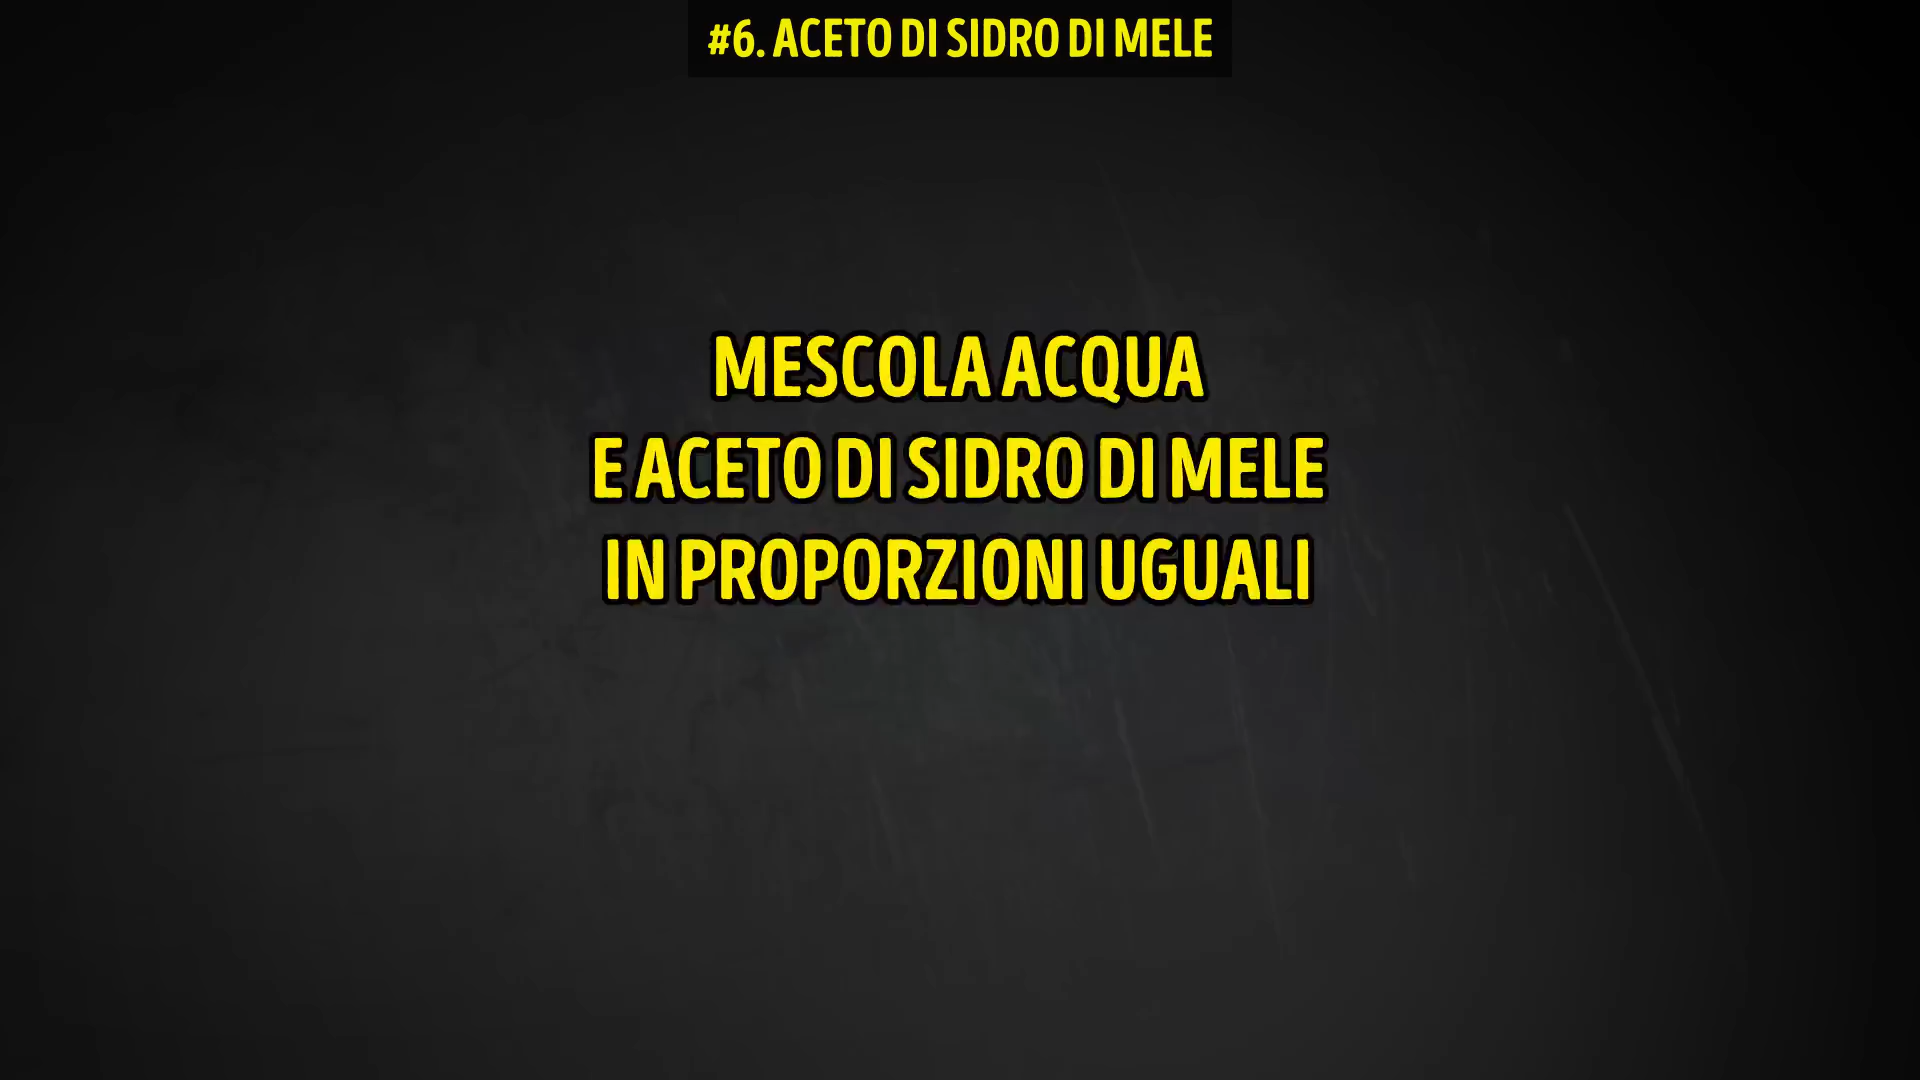 #6. ACETO DI SIDRO DI MELE
MESCOLA ACQUA
E ACETO DI SIDRO DI MELE
IN PROPORZIONI UGUALI